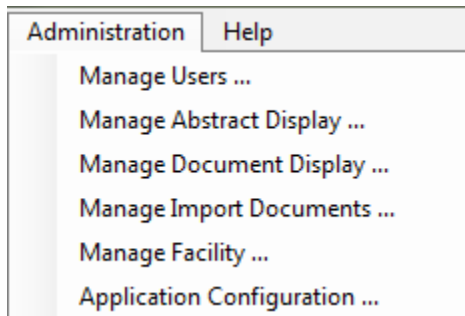 Administration Help
Manage Users ...
Manage Abstract Display ...
Manage Document Display ...
Manage Import Documents ...
Manage Facility ...
Application Configuration ...